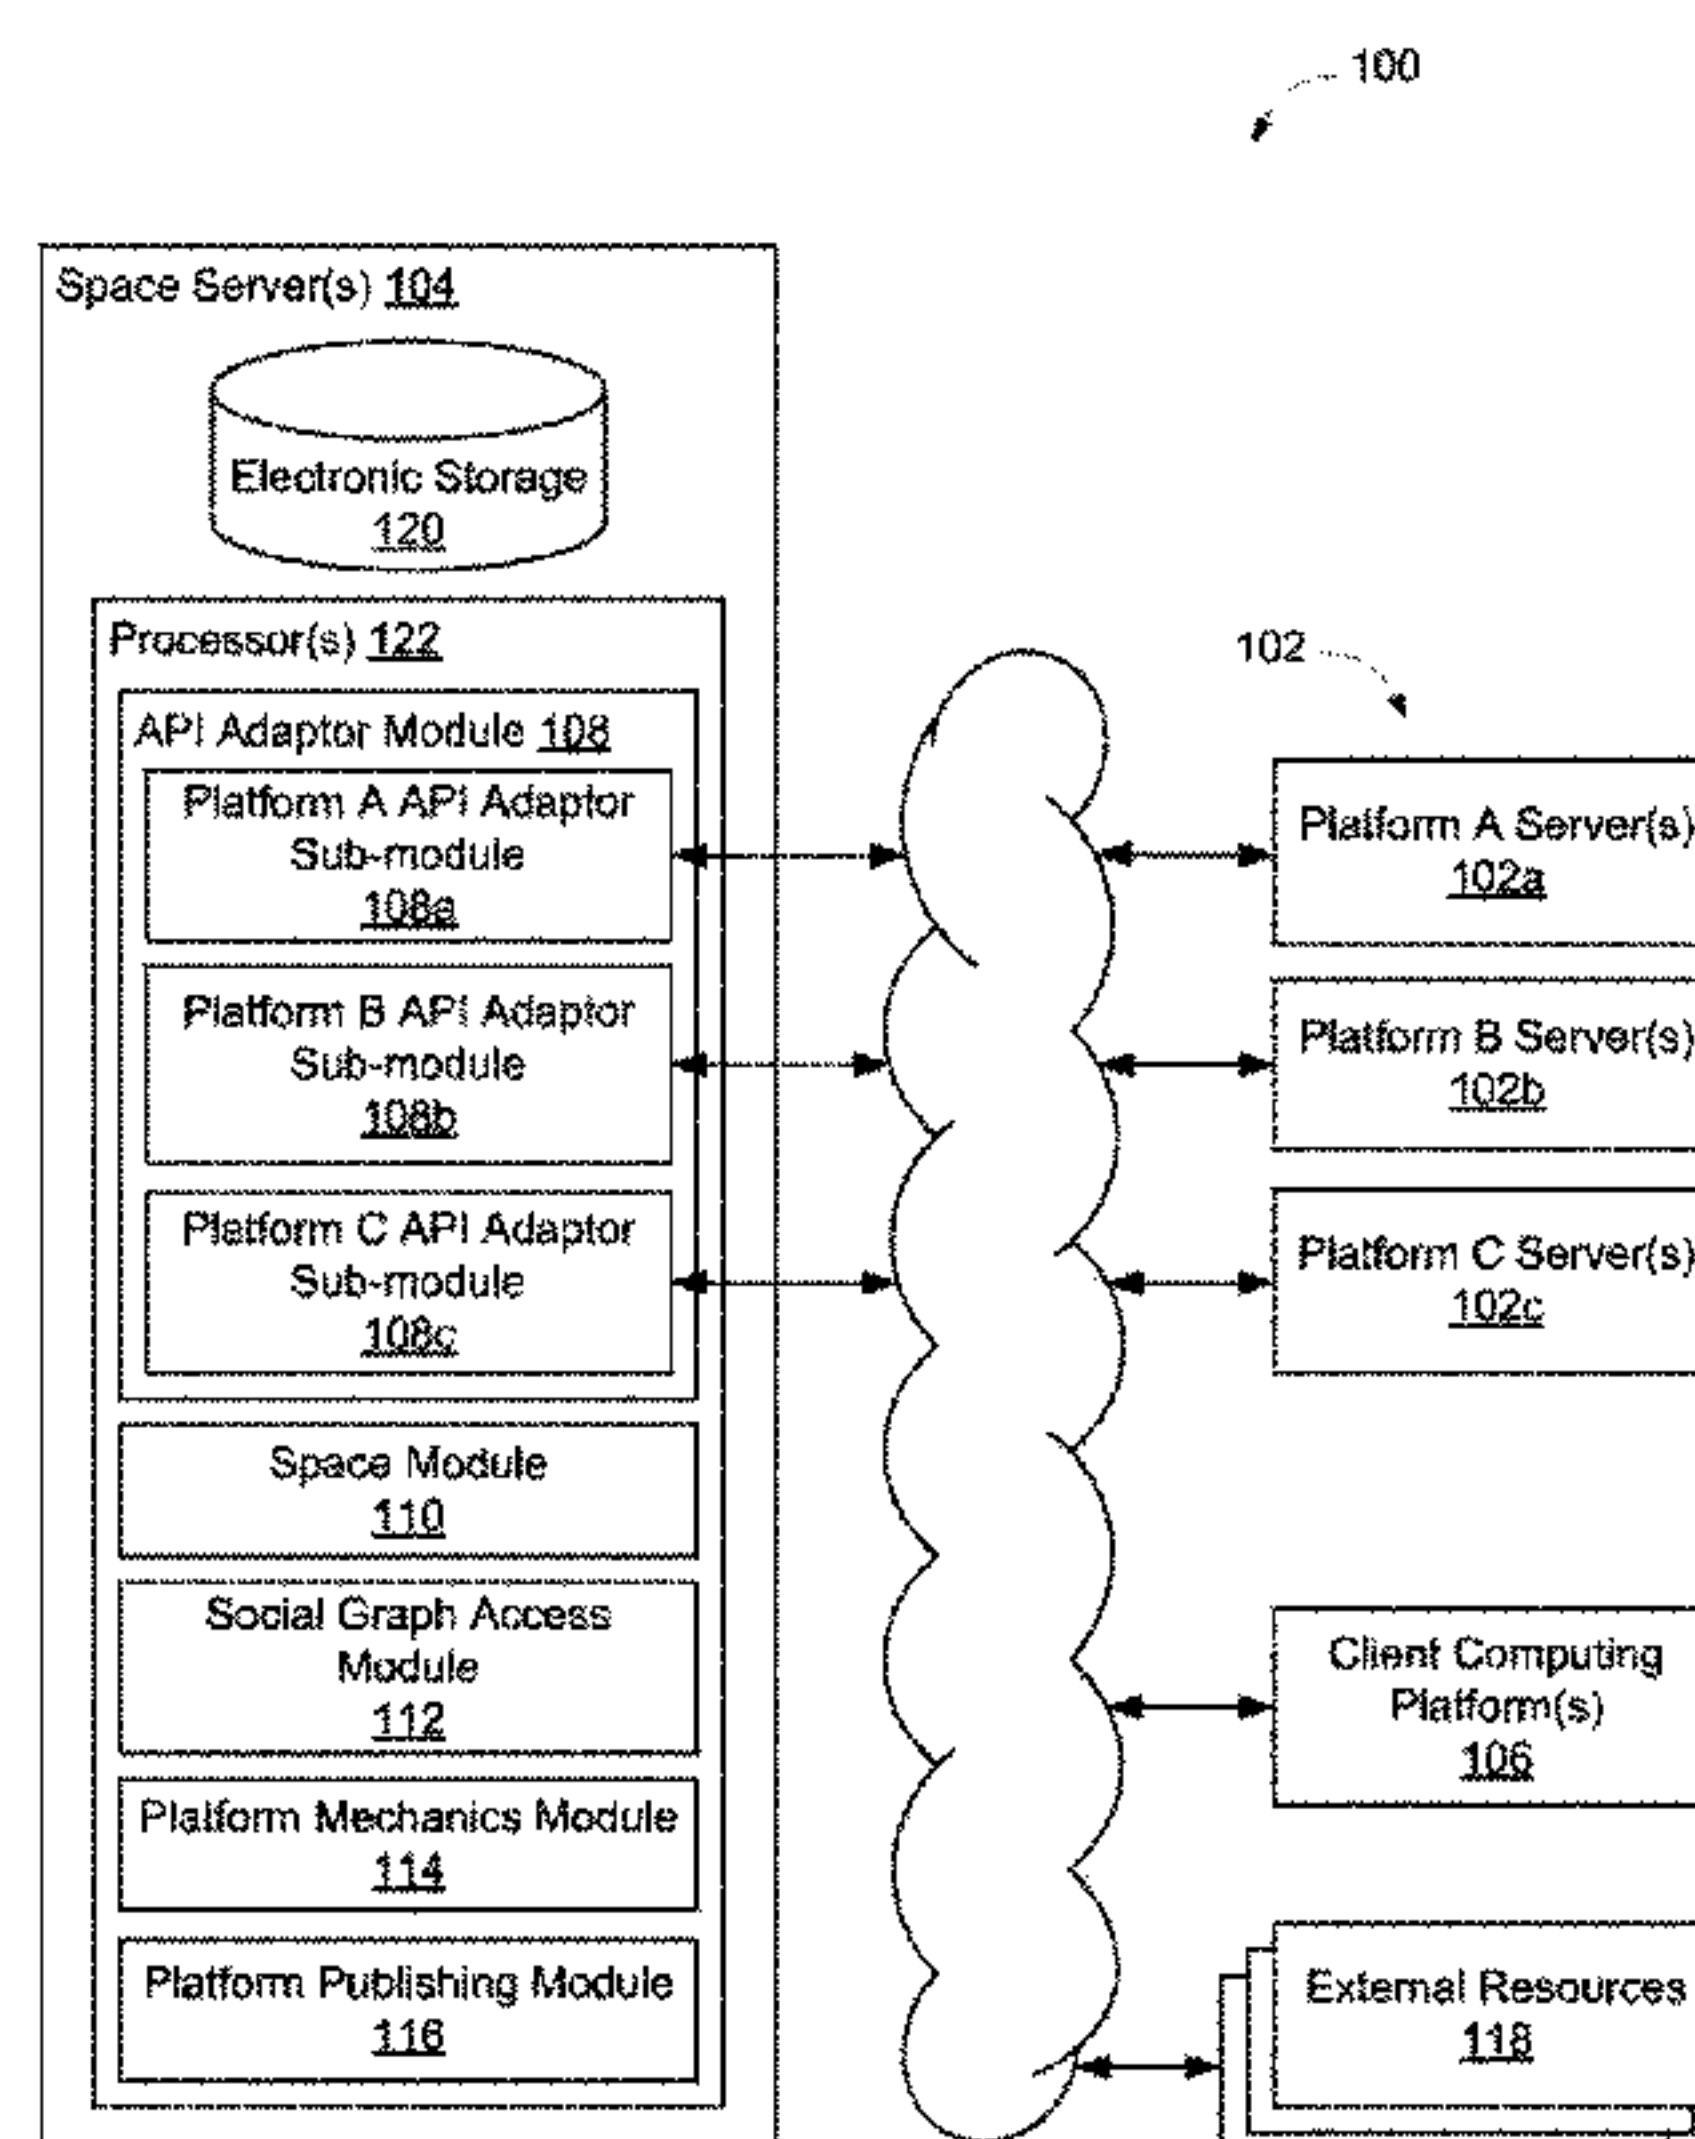 100
Space Server(s) 104
Electronic Storage
120
Processor(s) 122
API Adaptor Module 108
Platform A API Adaptor
Sub-module
108a
Platform B API Adaptor
Sub-module
108b
Platform C API Adaptor
Sub-module
108c
Space Module
110
Social Graph Access
Module
112
Platform Mechanics Module
114
Platform Publishing Module
116
102
Platform A Server(s)
102a
Platform B Server(s)
102b
Platform C Server(s)
102c
Client Computing
Platform(s)
106
External Resources
118